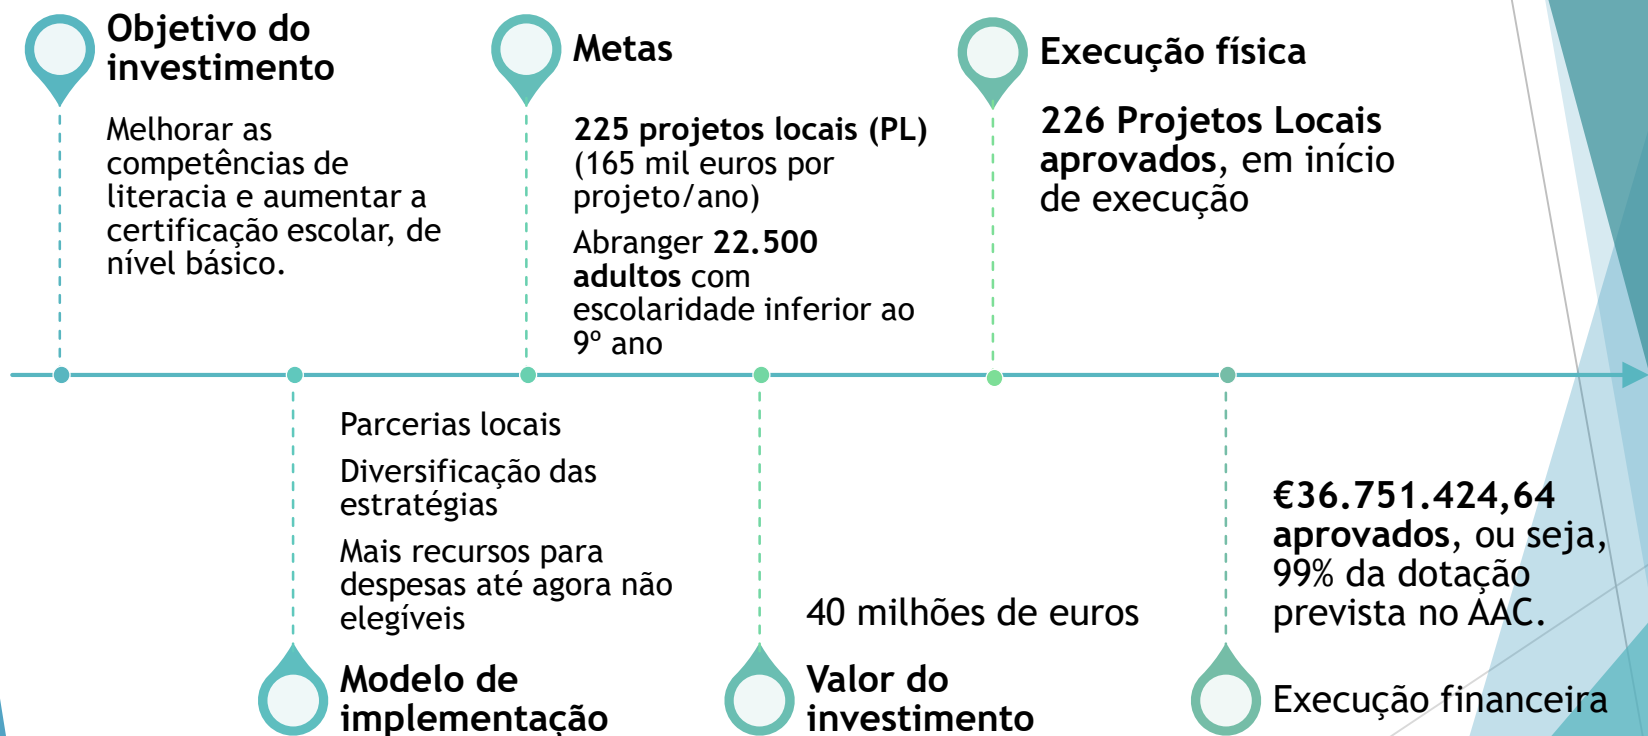 Objetivo do
investimento
Melhorar as
competências de
literacia e aumentar a
certificação escolar, de
nível básico.
Metas
225 projetos locais (PL)
(165 mil euros por
projeto/ano)
Abranger 22.500
adultos com
escolaridade inferior ao
9º ano
Execução física
226 Projetos Locais
aprovados, em início
de execução
Parcerias locais
Diversificação das
estratégias
Mais recursos para
despesas até agora não
elegíveis
Modelo de
implementação
40 milhões de euros
Valor do
investimento
€36.751.424,64
aprovados, ou seja,
99% da dotação
prevista no AAC.
Execução financeira